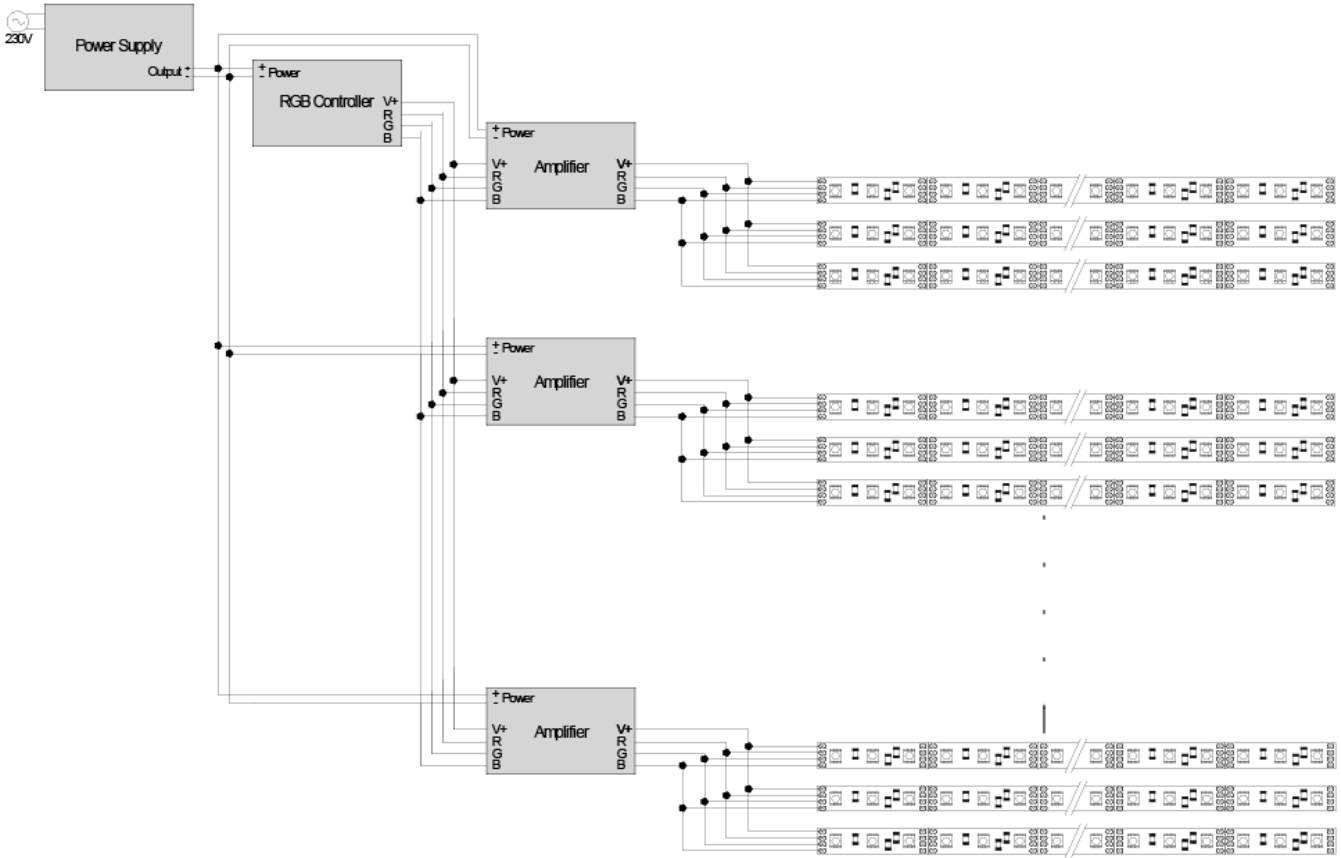 230V
Power Supply
Output + -
+ - Power
RGB Controller
V+
R
G
B
+ - Power
Amplifier
V+
R
G
B
V+
R
G
B
+ - Power
Amplifier
V+
R
G
B
V+
R
G
B
+ - Power
Amplifier
V+
R
G
B
V+
R
G
B